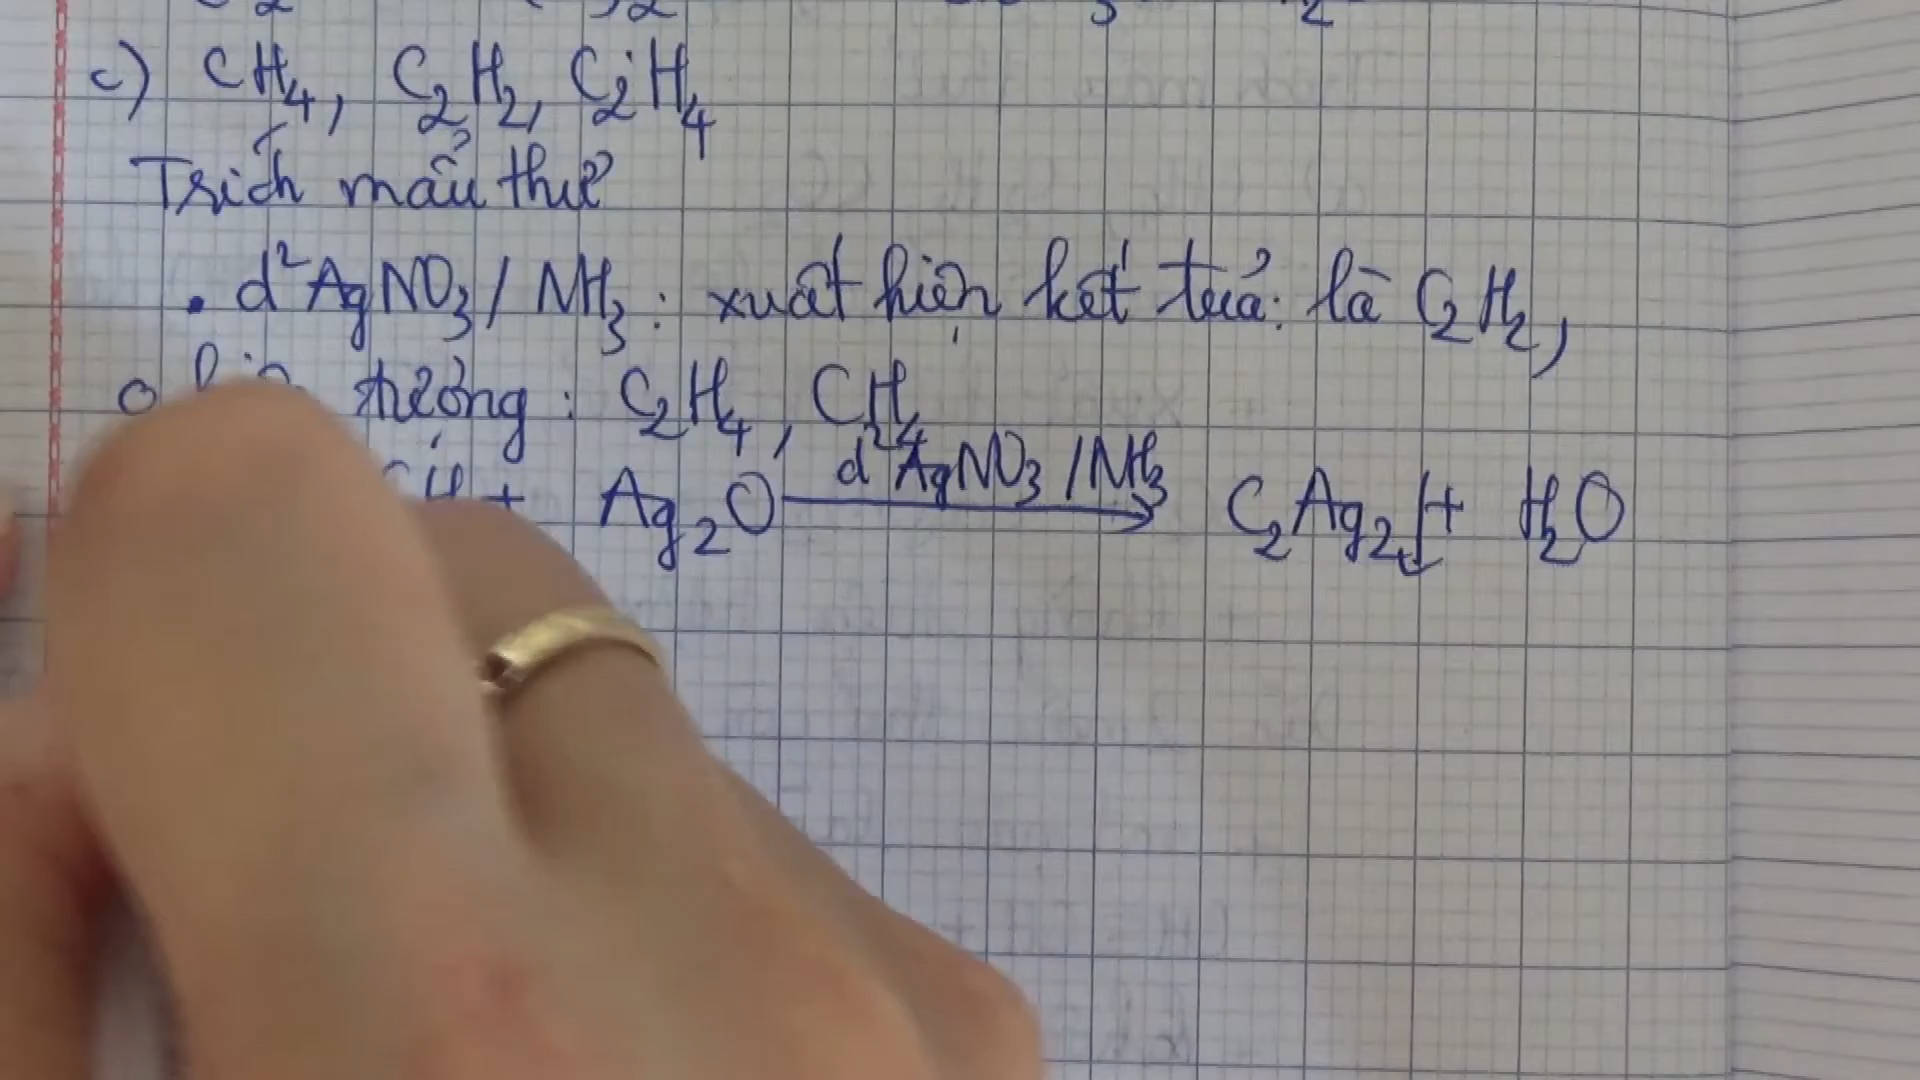 c) CH₄, C₂H₂, C₂H₄
Trích mẫu thử
. d² AgNO₃ / NH₃ : xuất hiện kết tủa: là C₂H₂,
tượng : C₂H₄, CH₄
+ Ag₂O d² AgNO₃ / NH₃ → C₂Ag₂↓ + H₂O